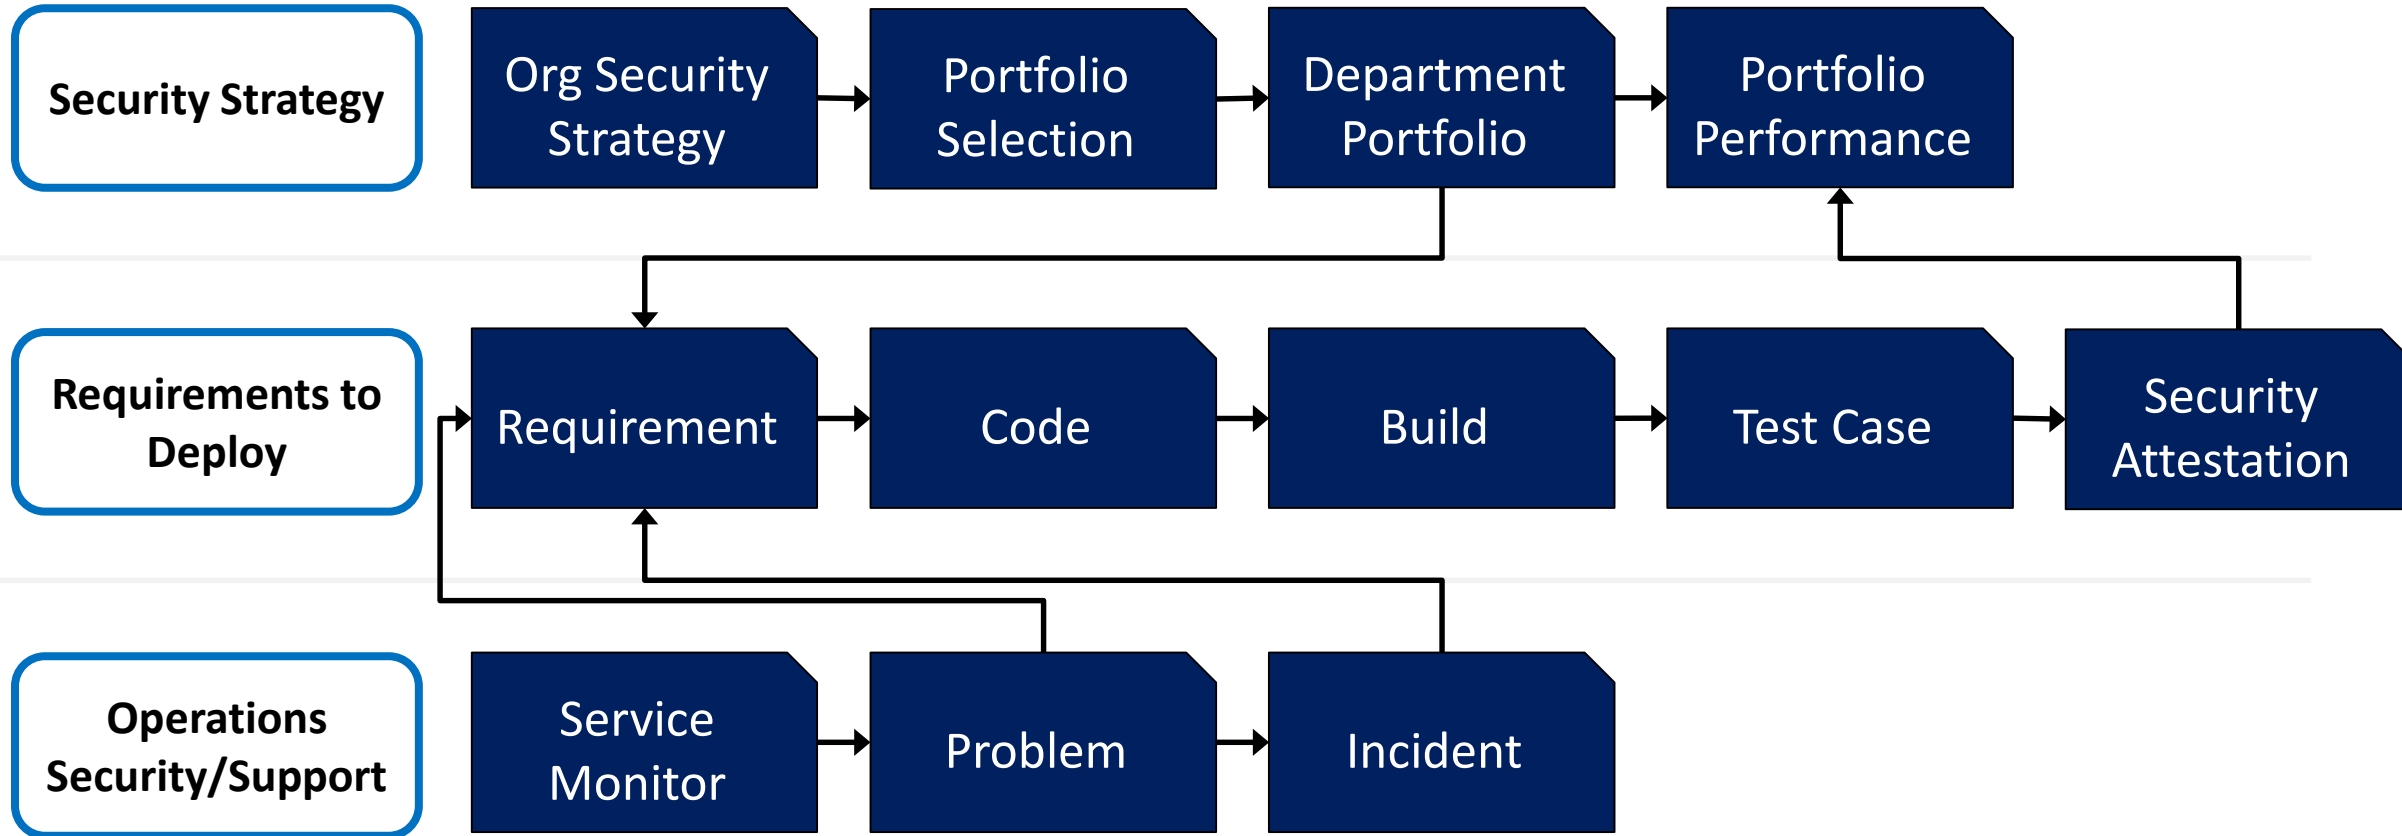 Security Strategy
Org Security
Strategy
Portfolio
Selection
Department
Portfolio
Portfolio
Performance
Requirements to
Deploy
Requirement
Code
Build
Test Case
Security
Attestation
Operations
Security/Support
Service
Monitor
Problem
Incident